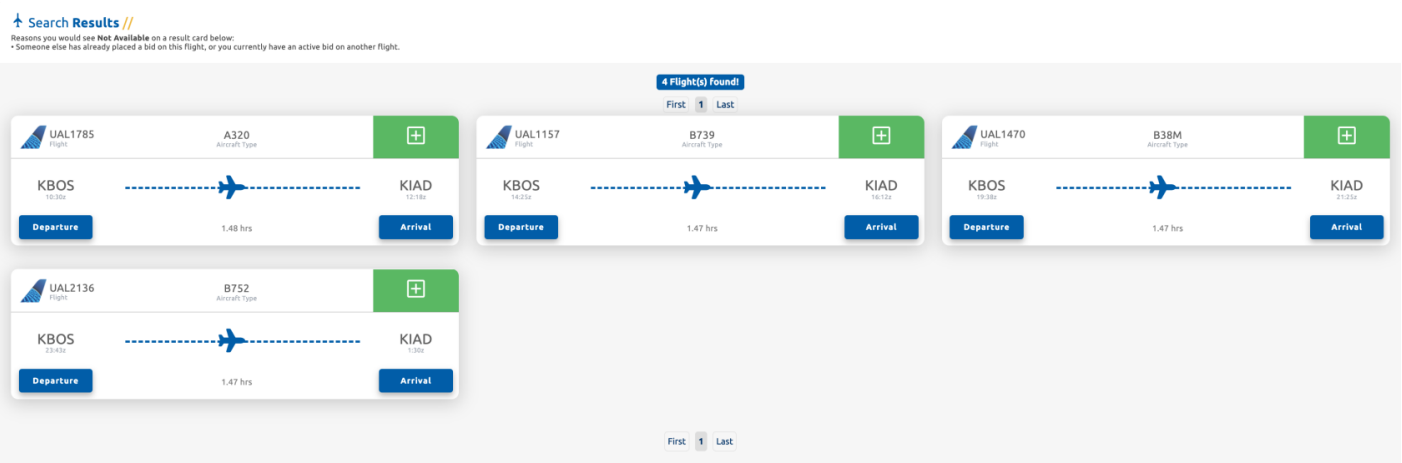 Search Results //
Reasons you would see Not Available on a result card below:
• Someone else has already placed a bid on this flight, or you currently have an active bid on another flight.
4 Flight(s) found!
First 1 Last
UAL1785
Flight
A320
Aircraft Type
KBOS
10:30z
KIAD
12:18z
Departure
1.48 hrs
Arrival
UAL1157
Flight
B739
Aircraft Type
KBOS
14:25z
KIAD
16:12z
Departure
1.47 hrs
Arrival
UAL1470
Flight
B38M
Aircraft Type
KBOS
19:38z
KIAD
21:25z
Departure
1.47 hrs
Arrival
UAL2136
Flight
B752
Aircraft Type
KBOS
23:43z
KIAD
1:30z
Departure
1.47 hrs
Arrival
First 1 Last